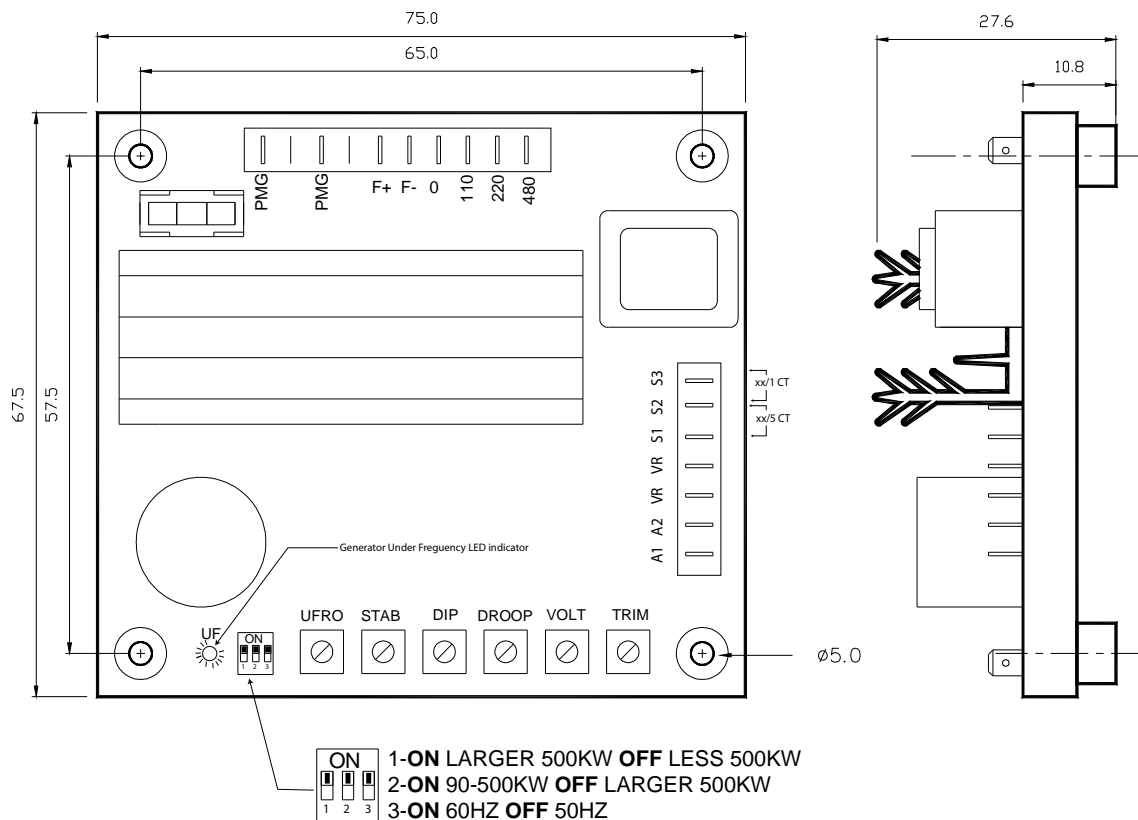 75.0
65.0
27.6
10.8
67.5
57.5
PMG PMG F+ F- 0 110 220 480
S3
S2
S1
VR
VR
A2
A1
xx/1 CT
xx/5 CT
Generator Under Freguency LED indicator
UF
ON
1 2 3
UFRO STAB DIP DROOP VOLT TRIM
ø5.0
ON
1 2 3
1-ON LARGER 500KW OFF LESS 500KW
2-ON 90-500KW OFF LARGER 500KW
3-ON 60HZ OFF 50HZ